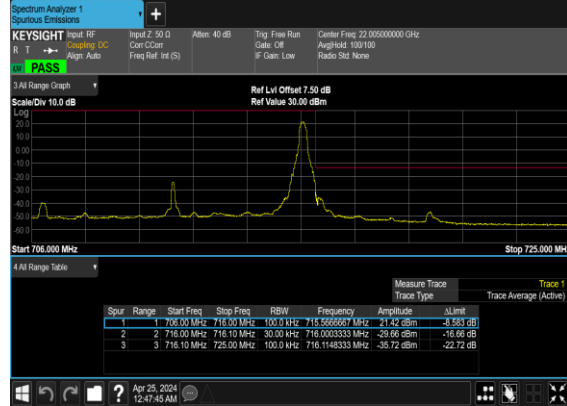 Spectrum Analyzer 1
Spurious Emissions
+
KEYSIGHT Input: RF Input Z: 50 Ω Atten: 40 dB Trig: Free Run Center Freq: 22.005000000 GHz
R T Coupling: DC Corr CCorr Gate: Off Avg|Hold: 100/100
Align: Auto Freq Ref: Int (S) IF Gain: Low Radio Std: None
PASS
3 All Range Graph
Ref Lvl Offset 7.50 dB
Scale/Div 10.0 dB Ref Value 30.00 dBm
Log
20.0
10.0
0.00
-10.0
-20.0
-30.0
-40.0
-50.0
-60.0
Start 706.000 MHz Stop 725.000 MH
4 All Range Table
Measure Trace Trace 1
Trace Type Trace Average (Active)
Spur Range Start Freq Stop Freq RBW Frequency Amplitude ΔLimit
1 1 706.00 MHz 716.00 MHz 100.0 kHz 715.5666667 MHz 21.42 dBm -8.583 dB
2 2 716.00 MHz 716.10 MHz 30.00 kHz 716.0003333 MHz -29.66 dBm -16.66 dB
3 3 716.10 MHz 725.00 MHz 100.0 kHz 716.1148333 MHz -35.72 dBm -22.72 dB
? Apr 25, 2024
12:47:45 AM